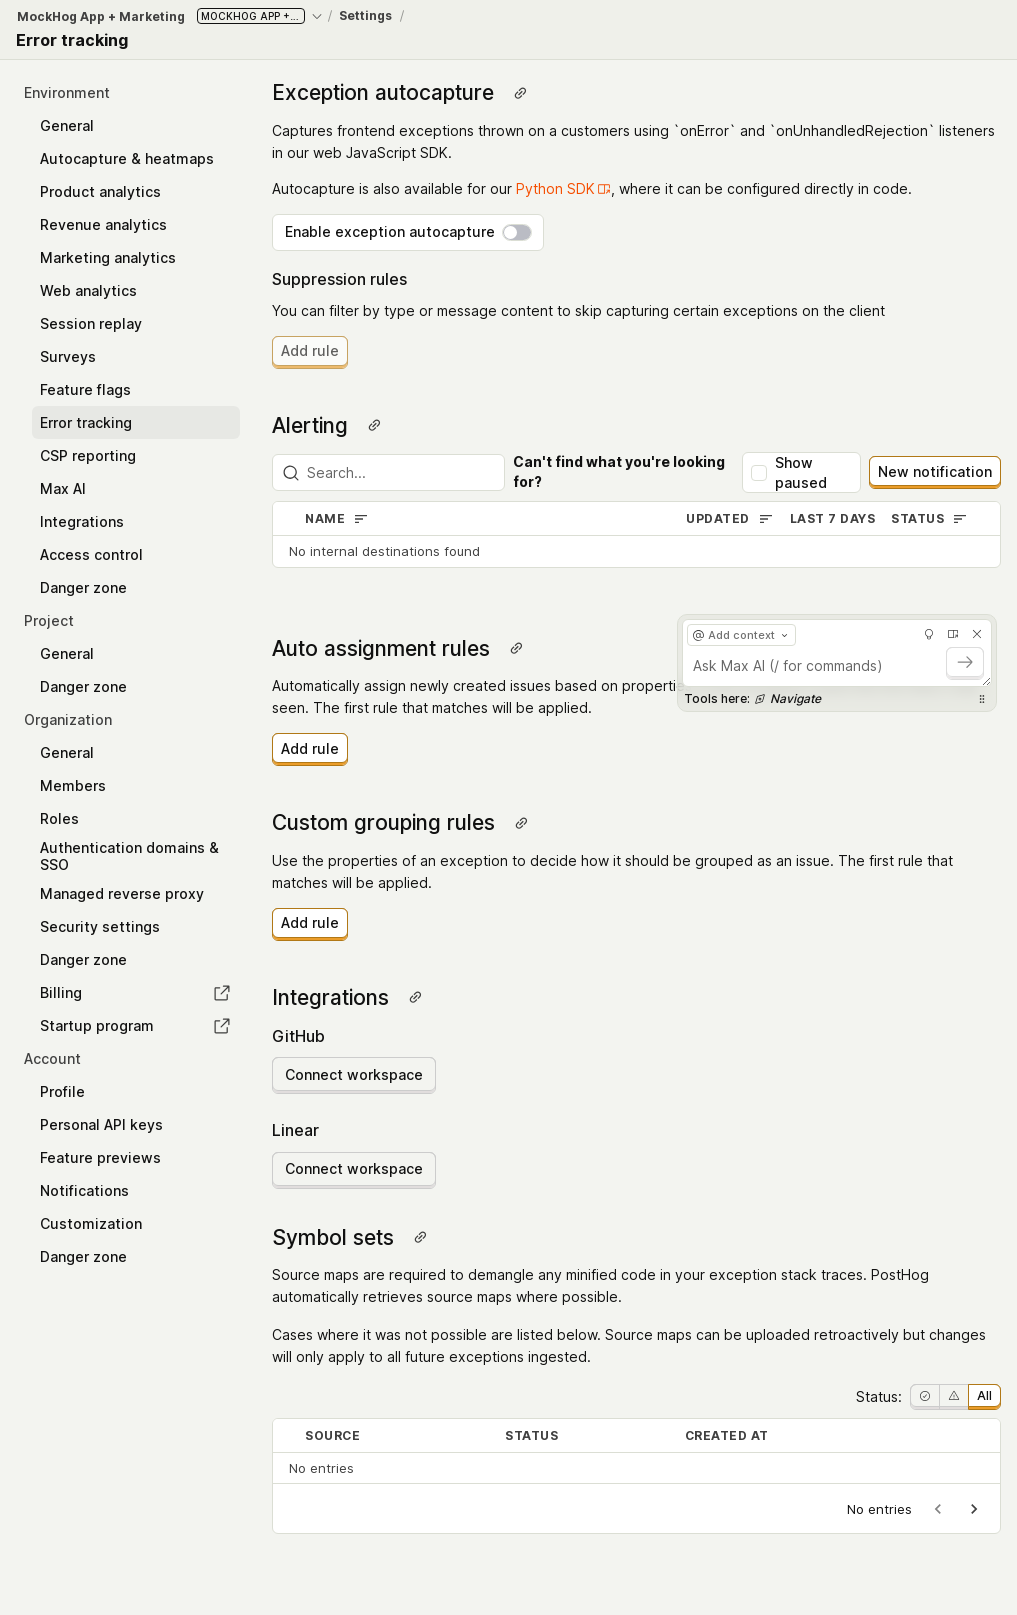 MockHog App + Marketing MOCKHOG APP +... / Settings /
Error tracking
Environment
General
Autocapture & heatmaps
Product analytics
Revenue analytics
Marketing analytics
Web analytics
Session replay
Surveys
Feature flags
Error tracking
CSP reporting
Max AI
Integrations
Access control
Danger zone
Project
General
Danger zone
Organization
General
Members
Roles
Authentication domains &
SSO
Managed reverse proxy
Security settings
Danger zone
Billing
Startup program
Account
Profile
Personal API keys
Feature previews
Notifications
Customization
Danger zone
Exception autocapture
Captures frontend exceptions thrown on a customers using `onError` and `onUnhandledRejection` listeners
in our web JavaScript SDK.
Autocapture is also available for our Python SDK, where it can be configured directly in code.
Enable exception autocapture
Suppression rules
You can filter by type or message content to skip capturing certain exceptions on the client
Add rule
Alerting
Search...
Can't find what you're looking
for?
Show
paused
New notification
NAME UPDATED LAST 7 DAYS STATUS
No internal destinations found
Auto assignment rules
Automatically assign newly created issues based on properti
seen. The first rule that matches will be applied.
Add rule
@ Add context
Ask Max AI (/ for commands)
Tools here: Navigate
Custom grouping rules
Use the properties of an exception to decide how it should be grouped as an issue. The first rule that
matches will be applied.
Add rule
Integrations
GitHub
Connect workspace
Linear
Connect workspace
Symbol sets
Source maps are required to demangle any minified code in your exception stack traces. PostHog
automatically retrieves source maps where possible.
Cases where it was not possible are listed below. Source maps can be uploaded retroactively but changes
will only apply to all future exceptions ingested.
Status: All
SOURCE STATUS CREATED AT
No entries
No entries